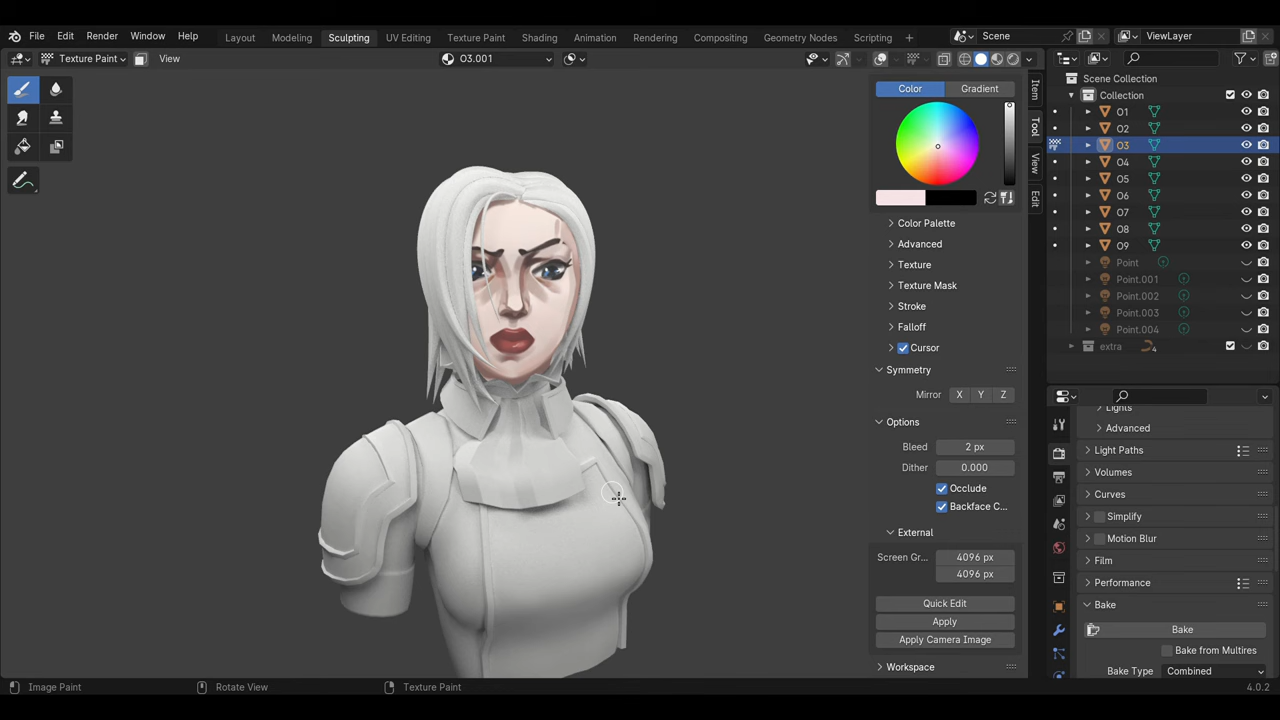 File Edit Render Window Help Layout Modeling Sculpting UV Editing Texture Paint Shading Animation Rendering Compositing Geometry Nodes Scripting + Scene ViewLayer
Texture Paint View O3.001
Color Gradient
Item
Tool
View
Edit
Color Palette
Advanced
Texture
Texture Mask
Stroke
Falloff
Cursor
Symmetry
Mirror X Y Z
Options
Bleed 2 px
Dither 0.000
Occlude
Backface C...
External
Screen Gr... 4096 px
4096 px
Quick Edit
Apply
Apply Camera Image
Workspace
Scene Collection
Collection
O1
O2
O3
O4
O5
O6
O7
O8
O9
Point
Point.001
Point.002
Point.003
Point.004
extra 4
Lights
Advanced
Light Paths
Volumes
Curves
Simplify
Motion Blur
Film
Performance
Bake
Bake
Bake from Multires
Bake Type Combined
Image Paint Rotate View Texture Paint 4.0.2